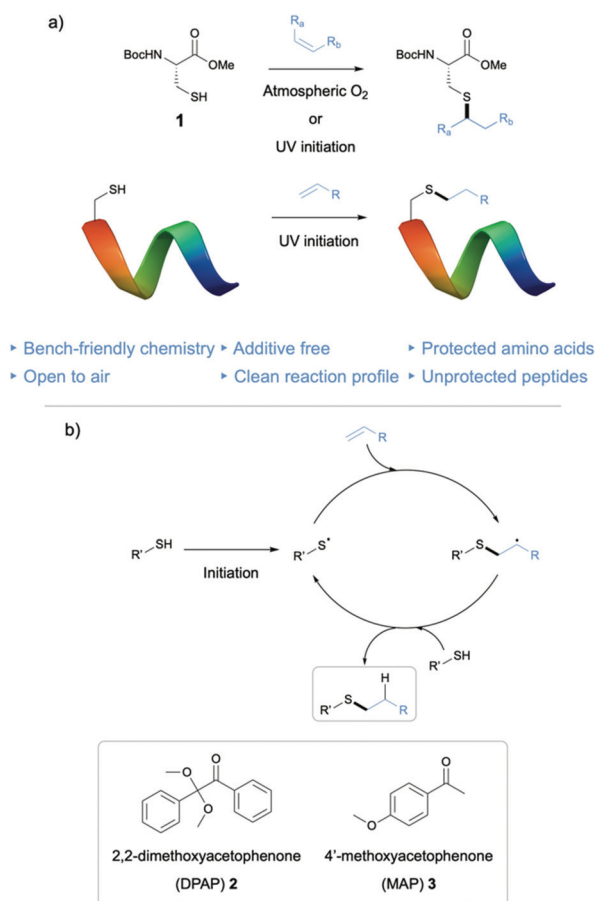 a)
Ra
Rb
BocHN
O
OMe
SH
1
Atmospheric O2
or
UV initiation
BocHN
O
OMe
S
Ra
Rb
SH
R
UV initiation
S
R
‣ Bench-friendly chemistry ‣ Additive free ‣ Protected amino acids
‣ Open to air ‣ Clean reaction profile ‣ Unprotected peptides
b)
R
R' SH
Initiation
R' S•
R' S • R
R' SH
H
R' S R
O O
O
2,2-dimethoxyacetophenone
(DPAP) 2
O
O
4'-methoxyacetophenone
(MAP) 3